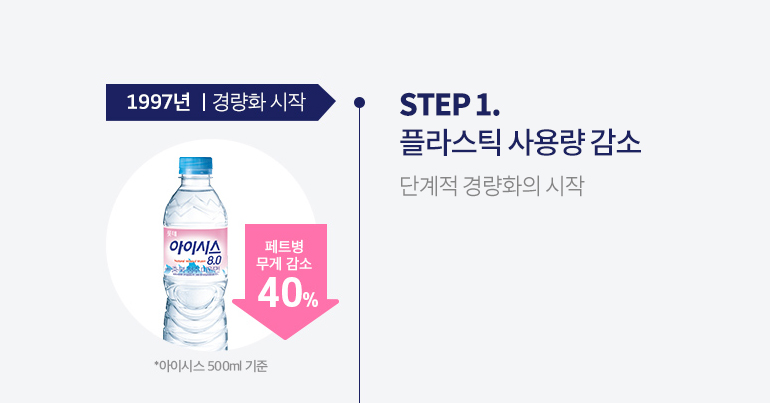 1997년 | 경량화 시작
STEP 1.
플라스틱 사용량 감소
단계적 경량화의 시작
아이시스
8.0
페트병
무게 감소
40%
*아이시스 500ml 기준